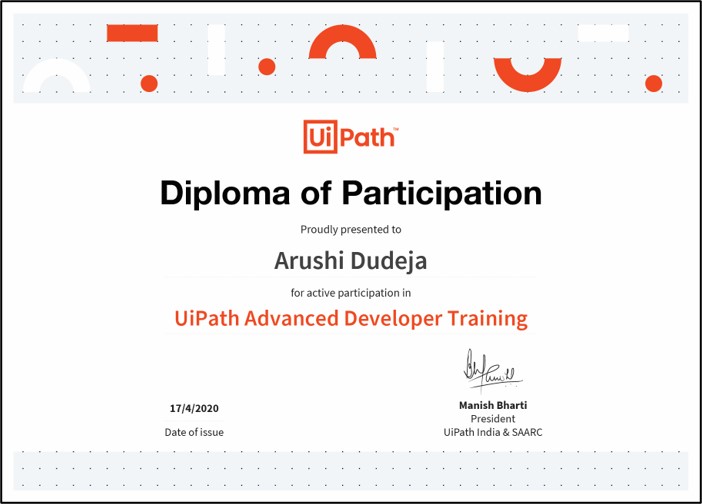 UiPath™
Diploma of Participation
Proudly presented to
Arushi Dudeja
for active participation in
UiPath Advanced Developer Training
17/4/2020
Date of issue
Manish Bharti
President
UiPath India & SAARC